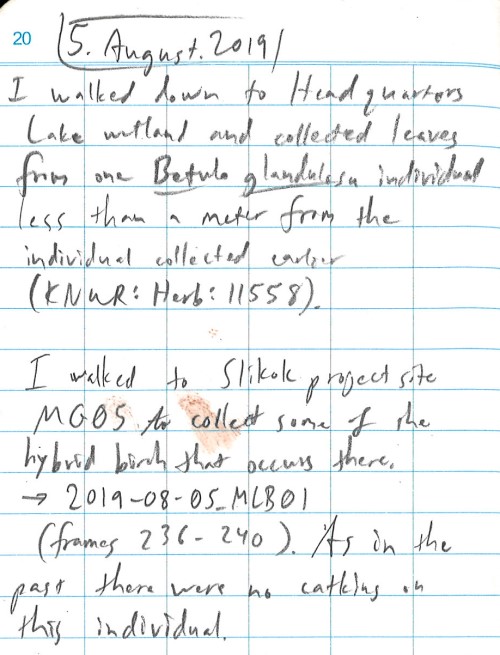 20
5. August. 2019
I walked down to Headquarters
Lake wetland and collected leaves
from one Betula glandulosa individual
less than a meter from the
individual collected earlier
(KNWR:Herb:11558).
I walked to Slikok project site
MG05 to collect some of the
hybrid birch that occurs there.
→ 2019-08-05_MLB01
(frames 236-240). As in the
past there were no catkins on
this individual.